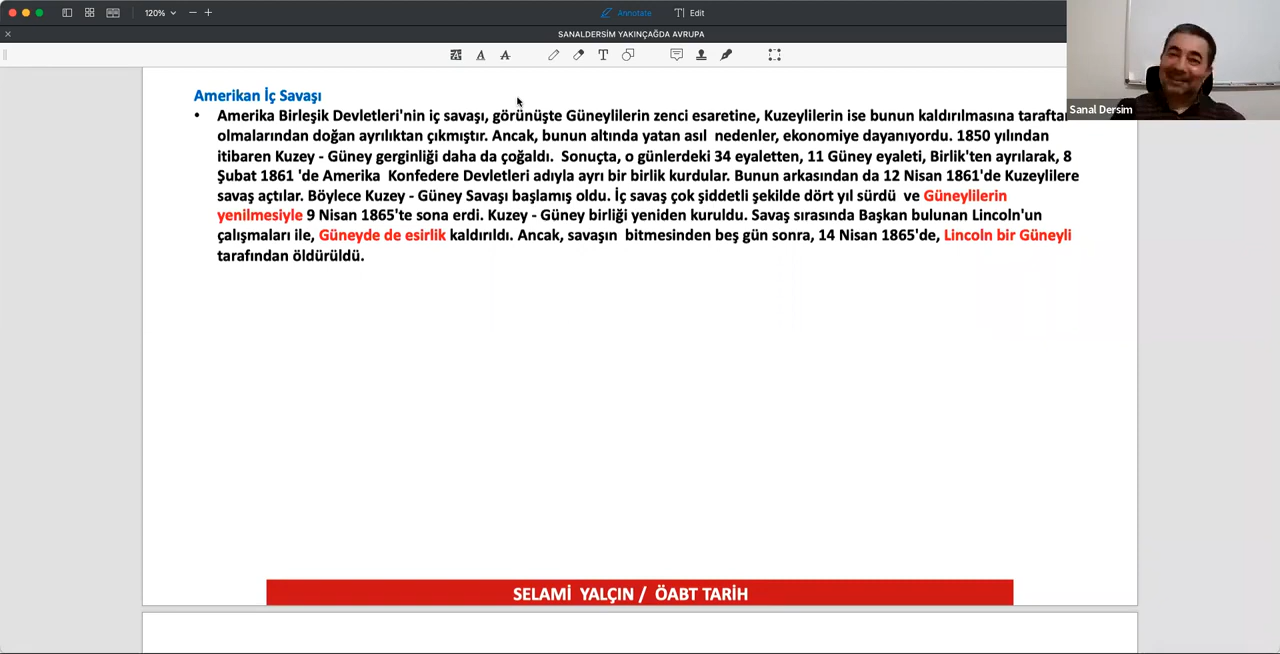 120%
Annotate
Edit
SANALDERSİM YAKINÇAĞDA AVRUPA
Sanal Dersim
Amerikan İç Savaşı
• Amerika Birleşik Devletleri'nin iç savaşı, görünüşte Güneylilerin zenci esaretine, Kuzeylilerin ise bunun kaldırılmasına taraftar
olmalarından doğan ayrılıktan çıkmıştır. Ancak, bunun altında yatan asıl nedenler, ekonomiye dayanıyordu. 1850 yılından
itibaren Kuzey - Güney gerginliği daha da çoğaldı. Sonuçta, o günlerdeki 34 eyaletten, 11 Güney eyaleti, Birlik'ten ayrılarak, 8
Şubat 1861 'de Amerika Konfedere Devletleri adıyla ayrı bir birlik kurdular. Bunun arkasından da 12 Nisan 1861'de Kuzeylilere
savaş açtılar. Böylece Kuzey - Güney Savaşı başlamış oldu. İç savaş çok şiddetli şekilde dört yıl sürdü ve Güneylilerin
yenilmesiyle 9 Nisan 1865'te sona erdi. Kuzey - Güney birliği yeniden kuruldu. Savaş sırasında Başkan bulunan Lincoln'un
çalışmaları ile, Güneyde de esirlik kaldırıldı. Ancak, savaşın bitmesinden beş gün sonra, 14 Nisan 1865'de, Lincoln bir Güneyli
tarafından öldürüldü.
SELAMİ YALÇIN / ÖABT TARİH